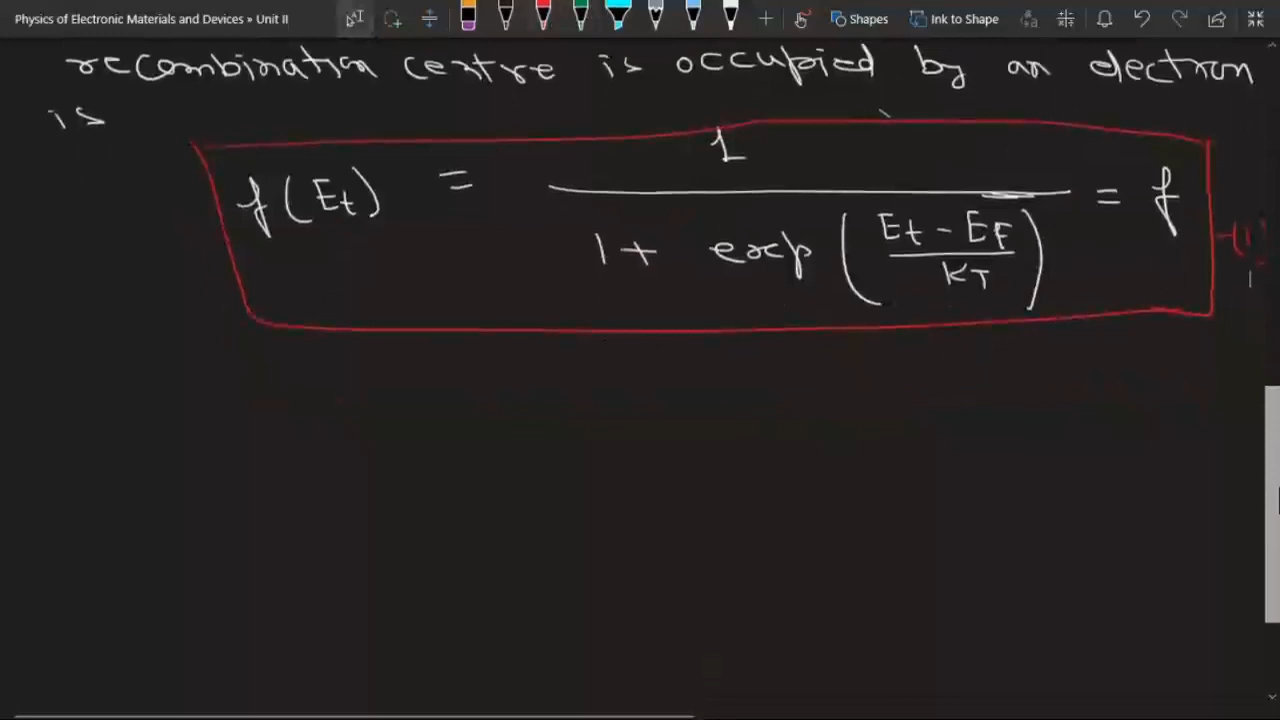 Physics of Electronic Materials and Devices » Unit II
Shapes
Ink to Shape
recombination centre is occupied by an electron
is
f(Et) = 1 / (1 + exp((Et - EF) / KT)) = f -(1)